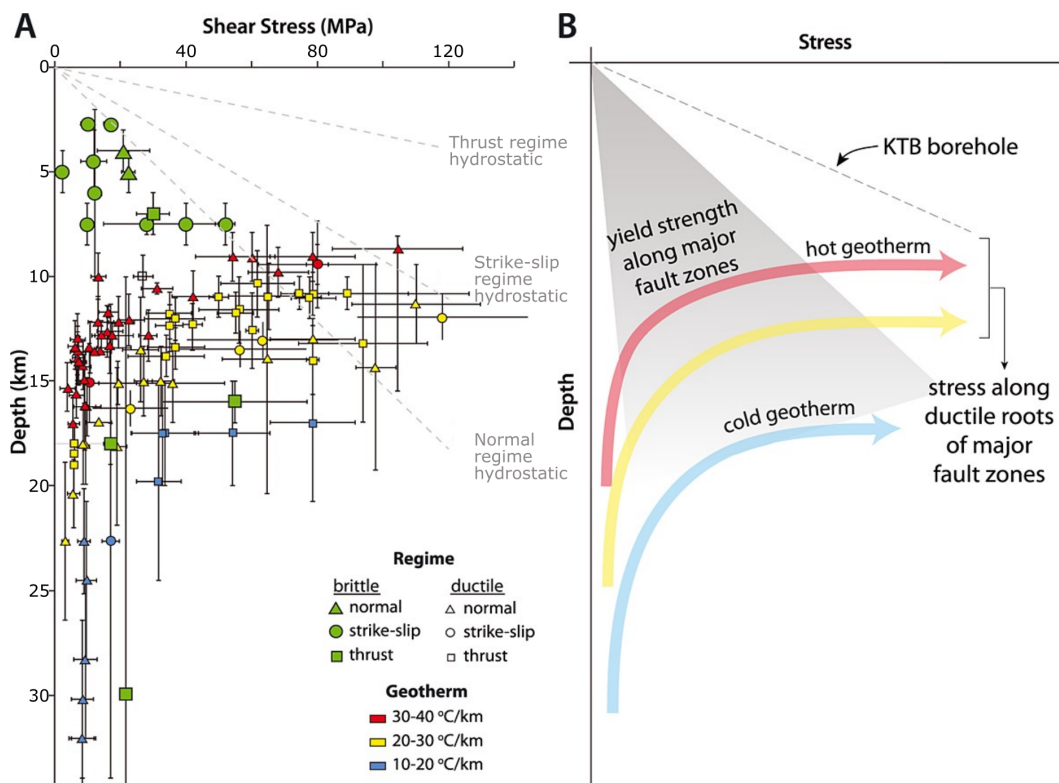 A
Shear Stress (MPa)
0 40 80 120
0
5
10
15
20
25
30
Depth (km)
Thrust regime
hydrostatic
Strike-slip
regime
hydrostatic
Normal
regime
hydrostatic
Regime
brittle ductile
normal normal
strike-slip strike-slip
thrust thrust
Geotherm
30-40 ºC/km
20-30 ºC/km
10-20 ºC/km
B
Stress
Depth
KTB borehole
yield strength
along major
fault zones
hot geotherm
cold geotherm
stress along
ductile roots
of major
fault zones